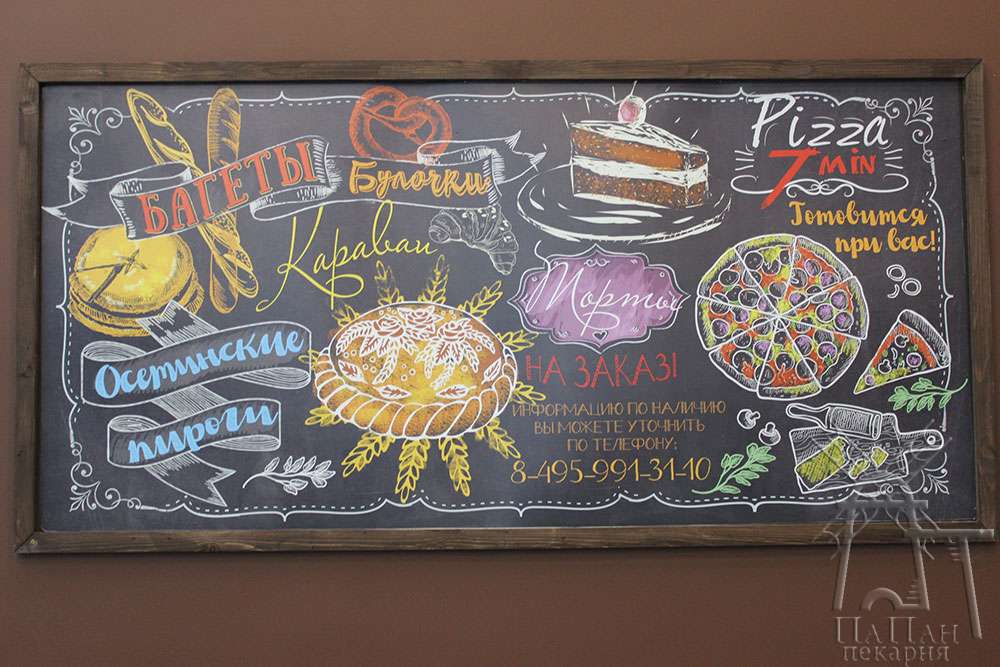 БАГЕТЫ
Булочки
Каравай
Осетинские
пироги
Торты
НА ЗАКАЗ!
ИНФОРМАЦИЮ ПО НАЛИЧИЮ
ВЫ МОЖЕТЕ УТОЧНИТЬ
ПО ТЕЛЕФОНУ:
8-495-991-31-10
Pizza
7 MIN
Готовится
при вас!
ПАПАН
пекарня